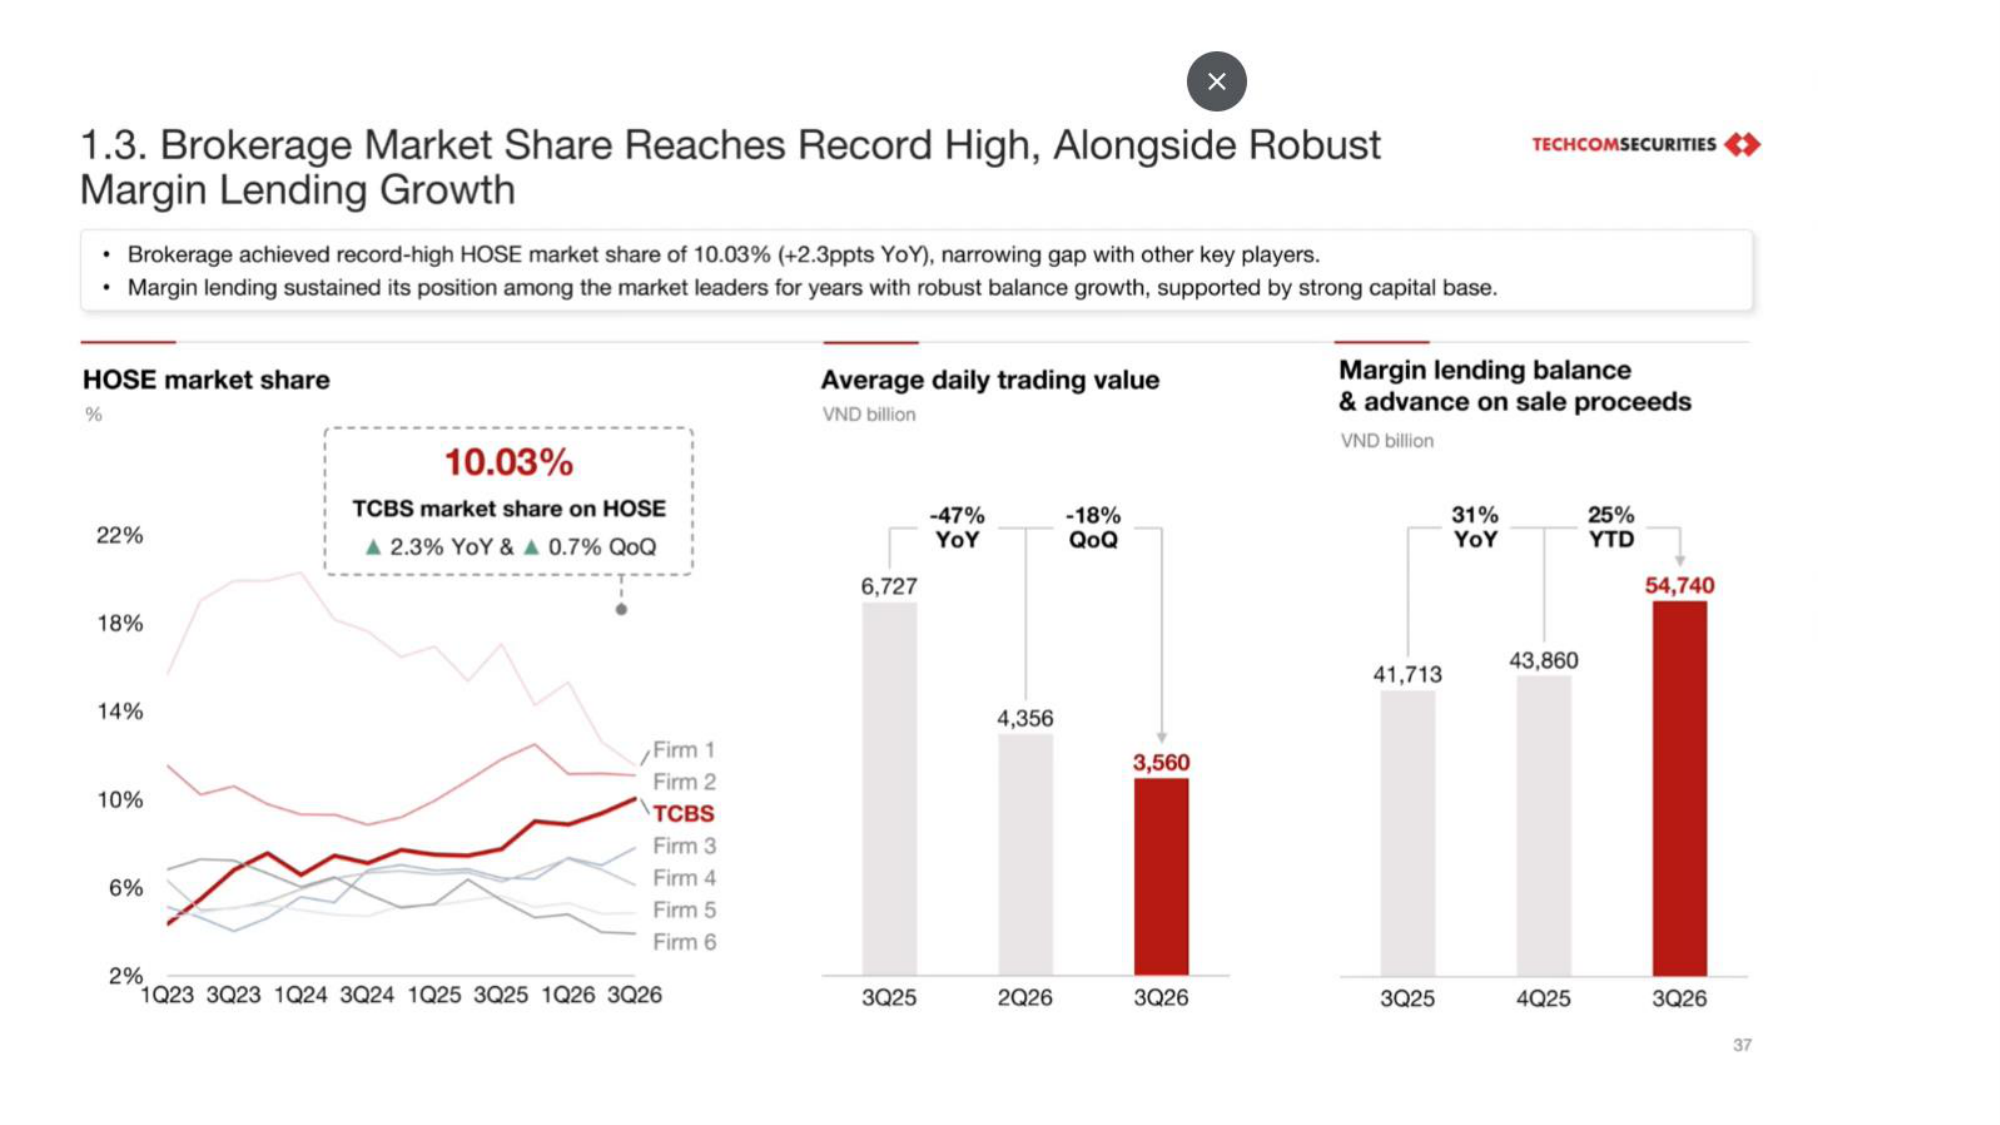 1.3. Brokerage Market Share Reaches Record High, Alongside Robust
Margin Lending Growth
TECHCOMSECURITIES
• Brokerage achieved record-high HOSE market share of 10.03% (+2.3ppts YoY), narrowing gap with other key players.
• Margin lending sustained its position among the market leaders for years with robust balance growth, supported by strong capital base.
HOSE market share
%
10.03%
TCBS market share on HOSE
▲ 2.3% YoY & ▲ 0.7% QoQ
22%
18%
14%
10%
6%
2%
Firm 1
Firm 2
TCBS
Firm 3
Firm 4
Firm 5
Firm 6
1Q23 3Q23 1Q24 3Q24 1Q25 3Q25 1Q26 3Q26
Average daily trading value
VND billion
-47%
YoY
-18%
QoQ
6,727
4,356
3,560
3Q25 2Q26 3Q26
Margin lending balance
& advance on sale proceeds
VND billion
31%
YoY
25%
YTD
41,713
43,860
54,740
3Q25 4Q25 3Q26
37